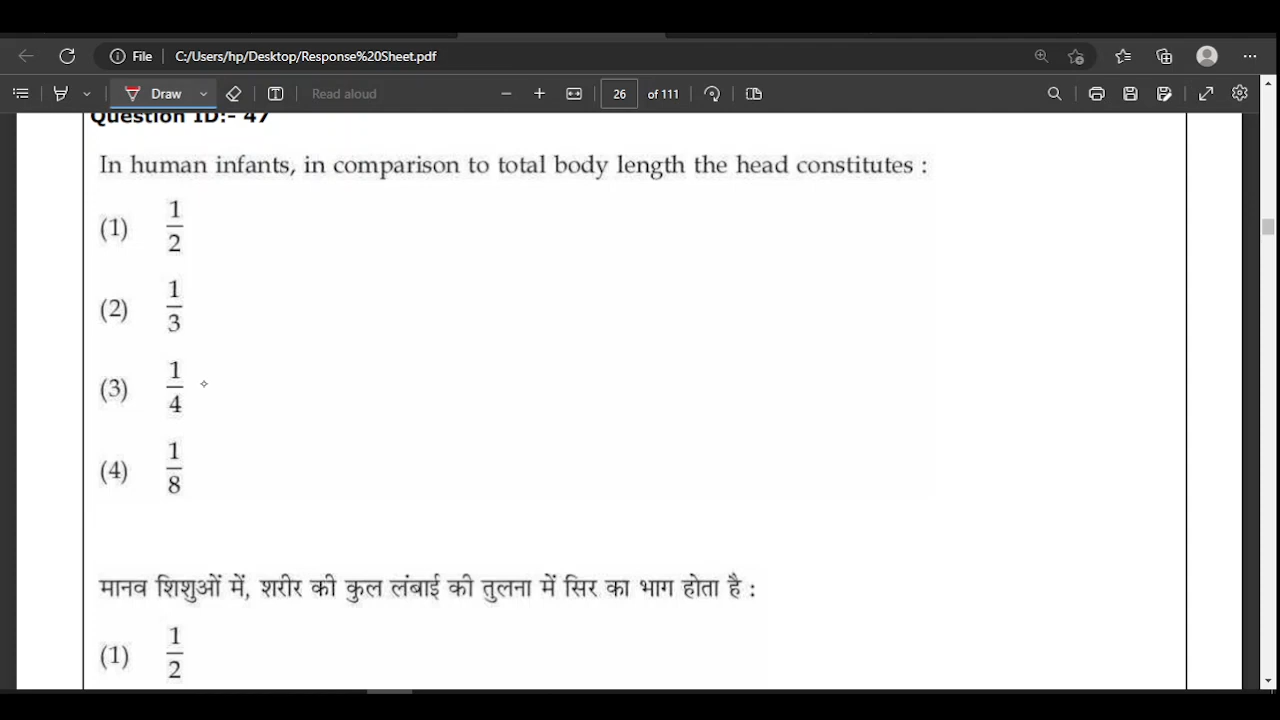 File C:/Users/hp/Desktop/Response%20Sheet.pdf
Draw Read aloud 26 of 111
Question ID:- 47
In human infants, in comparison to total body length the head constitutes :
(1) 1/2
(2) 1/3
(3) 1/4
(4) 1/8
मानव शिशुओं में, शरीर की कुल लंबाई की तुलना में सिर का भाग होता है :
(1) 1/2